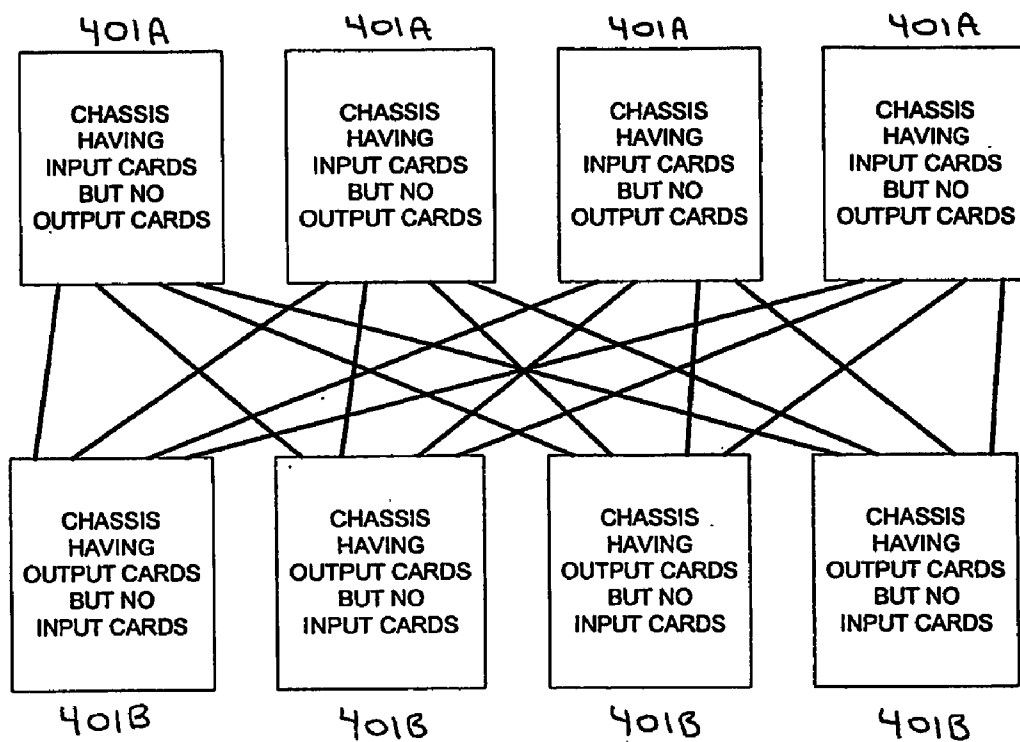 401A 401A 401A 401A
CHASSIS
HAVING
INPUT CARDS
BUT NO
OUTPUT CARDS
CHASSIS
HAVING
INPUT CARDS
BUT NO
OUTPUT CARDS
CHASSIS
HAVING
INPUT CARDS
BUT NO
OUTPUT CARDS
CHASSIS
HAVING
INPUT CARDS
BUT NO
OUTPUT CARDS
CHASSIS
HAVING
OUTPUT CARDS
BUT NO
INPUT CARDS
CHASSIS
HAVING
OUTPUT CARDS
BUT NO
INPUT CARDS
CHASSIS
HAVING
OUTPUT CARDS
BUT NO
INPUT CARDS
CHASSIS
HAVING
OUTPUT CARDS
BUT NO
INPUT CARDS
401B 401B 401B 401B